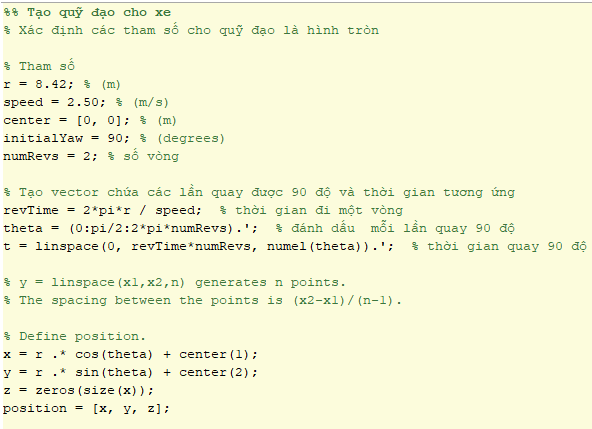 %% Tạo quỹ đạo cho xe
% Xác định các tham số cho quỹ đạo là hình tròn
% Tham số
r = 8.42; % (m)
speed = 2.50; % (m/s)
center = [0, 0]; % (m)
initialYaw = 90; % (degrees)
numRevs = 2; % số vòng
% Tạo vector chứa các lần quay được 90 độ và thời gian tương ứng
revTime = 2*pi*r / speed;  % thời gian đi một vòng
theta = (0:pi/2:2*pi*numRevs).';  % đánh dấu  mỗi lần quay 90 độ
t = linspace(0, revTime*numRevs, numel(theta)).';  % thời gian quay 90 độ
% y = linspace(x1,x2,n) generates n points.
% The spacing between the points is (x2-x1)/(n-1).
% Define position.
x = r .* cos(theta) + center(1);
y = r .* sin(theta) + center(2);
z = zeros(size(x));
position = [x, y, z];